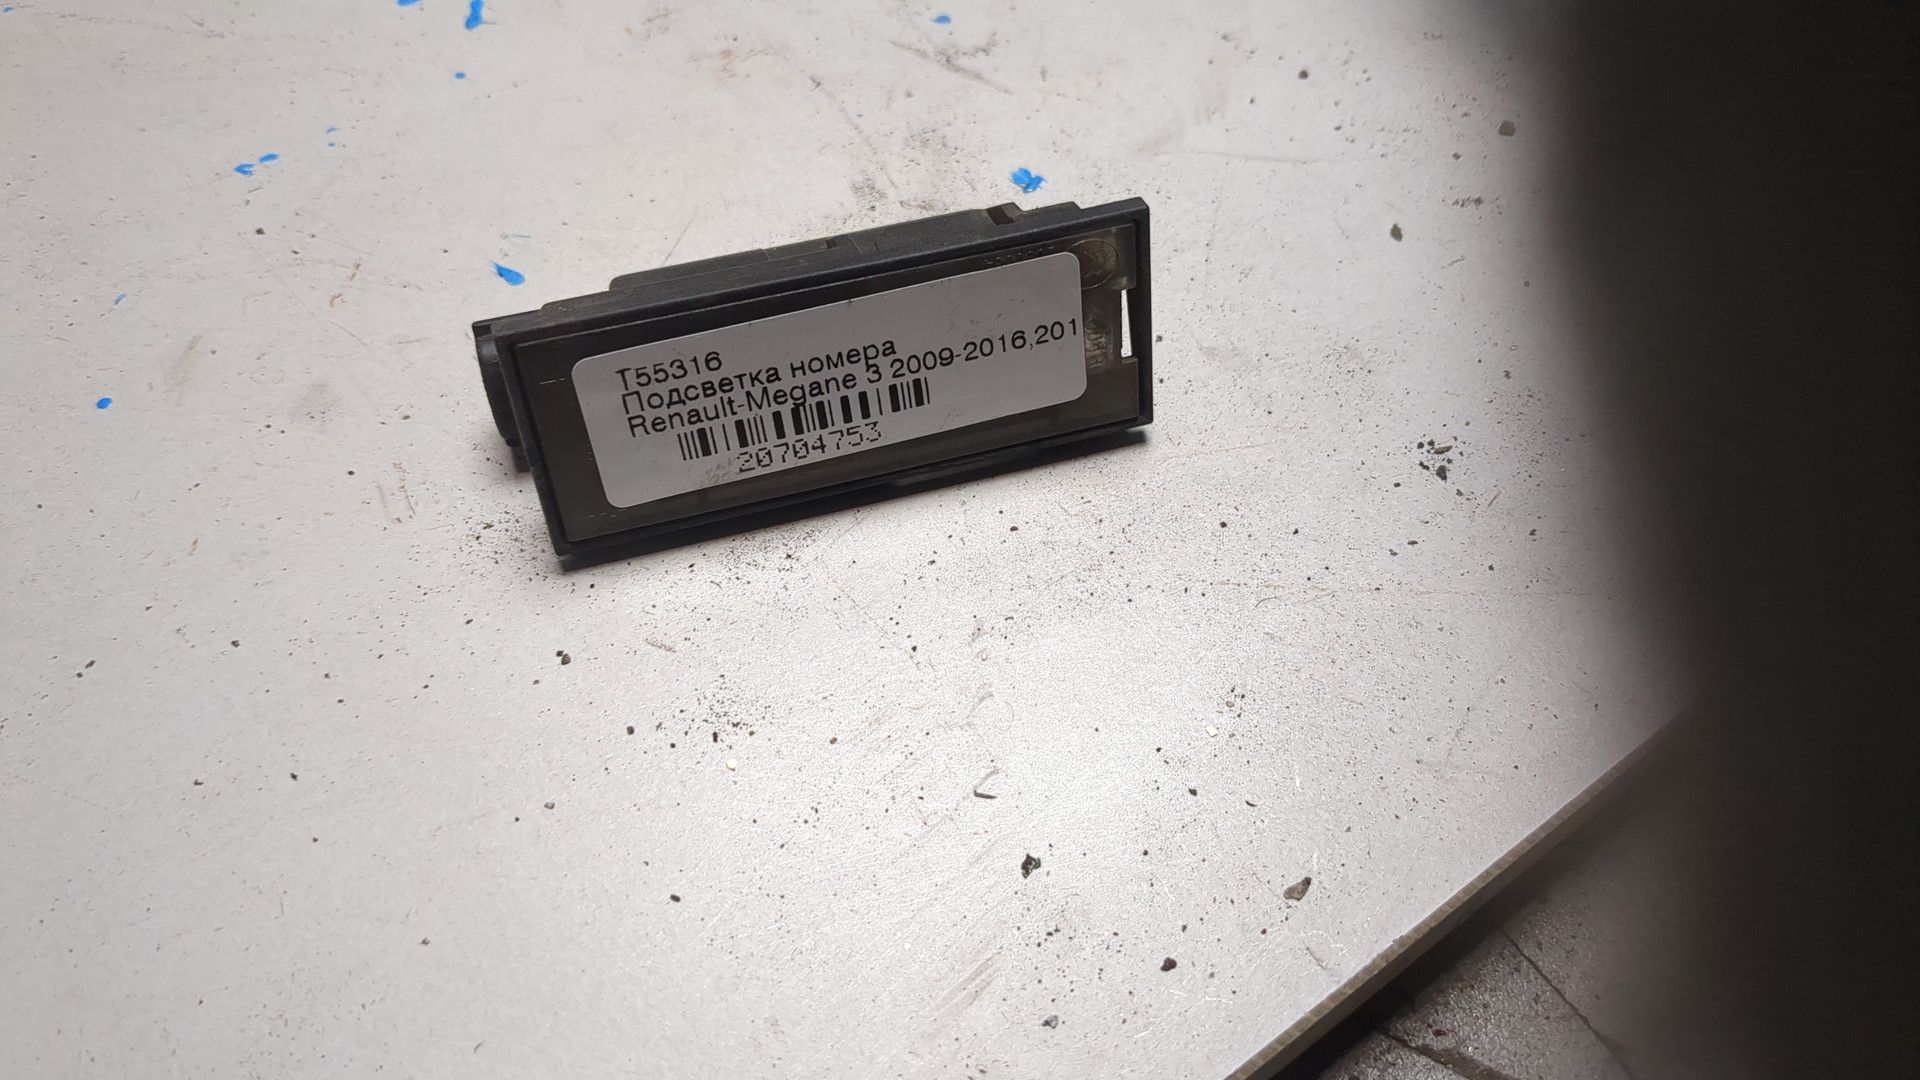 T55316
Подсветка номера
Renault-Megane 3 2009-2016,201
20704753